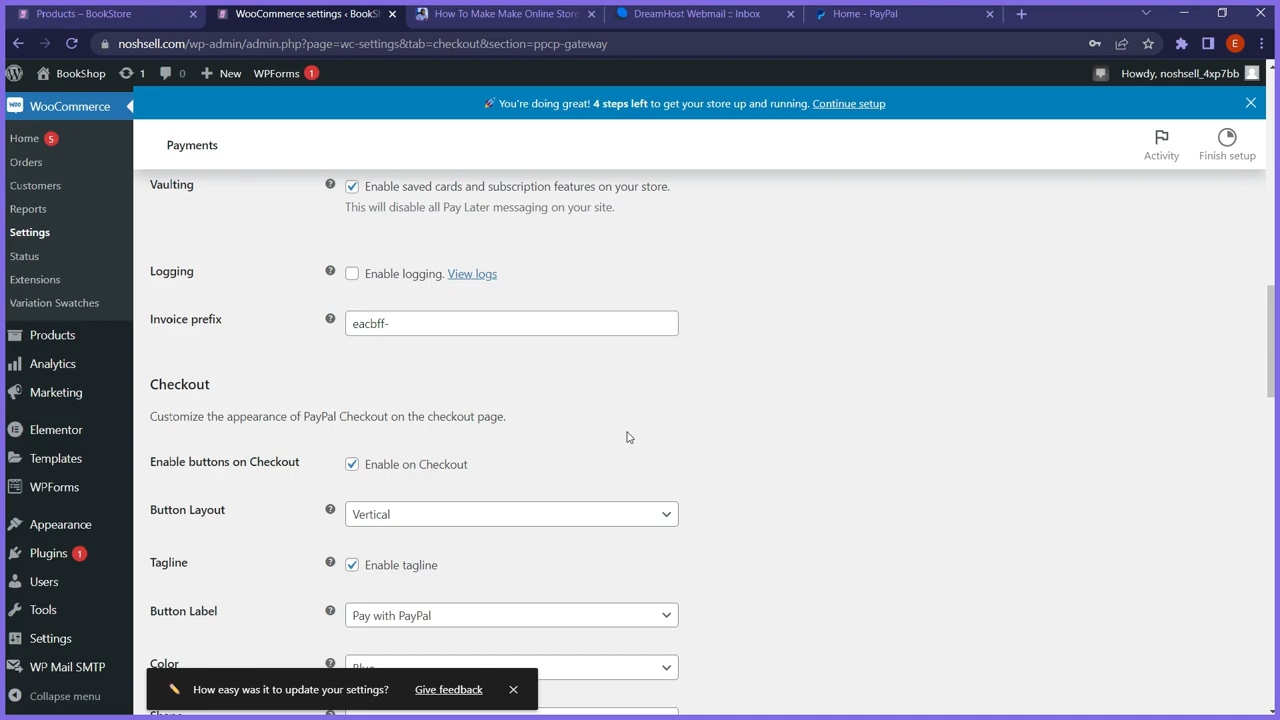 Products – BookStore
WooCommerce settings ‹ BookSh
How To Make Make Online Store
DreamHost Webmail :: Inbox
Home - PayPal
noshsell.com/wp-admin/admin.php?page=wc-settings&tab=checkout&section=ppcp-gateway
E
BookShop
1
0
New
WPForms 1
Howdy, noshsell_4xp7bb
WooCommerce
🚀 You're doing great! 4 steps left to get your store up and running. Continue setup
Home 5
Orders
Customers
Reports
Settings
Status
Extensions
Variation Swatches
Products
Analytics
Marketing
Elementor
Templates
WPForms
Appearance
Plugins 1
Users
Tools
Settings
WP Mail SMTP
Collapse menu
Payments
Activity
Finish setup
Vaulting
Enable saved cards and subscription features on your store.
This will disable all Pay Later messaging on your site.
Logging
Enable logging. View logs
Invoice prefix
eacbff-
Checkout
Customize the appearance of PayPal Checkout on the checkout page.
Enable buttons on Checkout
Enable on Checkout
Button Layout
Vertical
Tagline
Enable tagline
Button Label
Pay with PayPal
Color
Blue
How easy was it to update your settings?
Give feedback
Shape